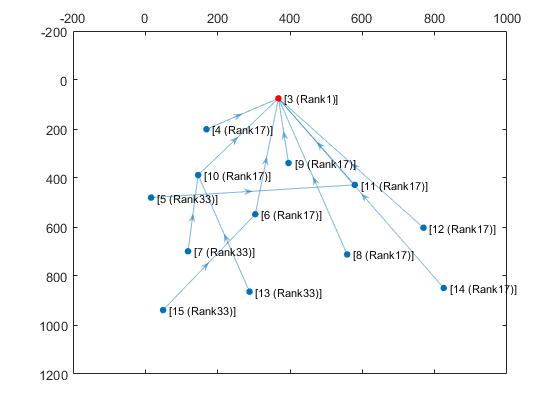 -200 0 200 400 600 800 1000
-200
0
200
400
600
800
1000
1200
[3 (Rank1)]
[4 (Rank17)]
[9 (Rank17)]
[10 (Rank17)]
[11 (Rank17)]
[5 (Rank33)]
[6 (Rank17)]
[12 (Rank17)]
[7 (Rank33)]
[8 (Rank17)]
[13 (Rank33)]
[14 (Rank17)]
[15 (Rank33)]